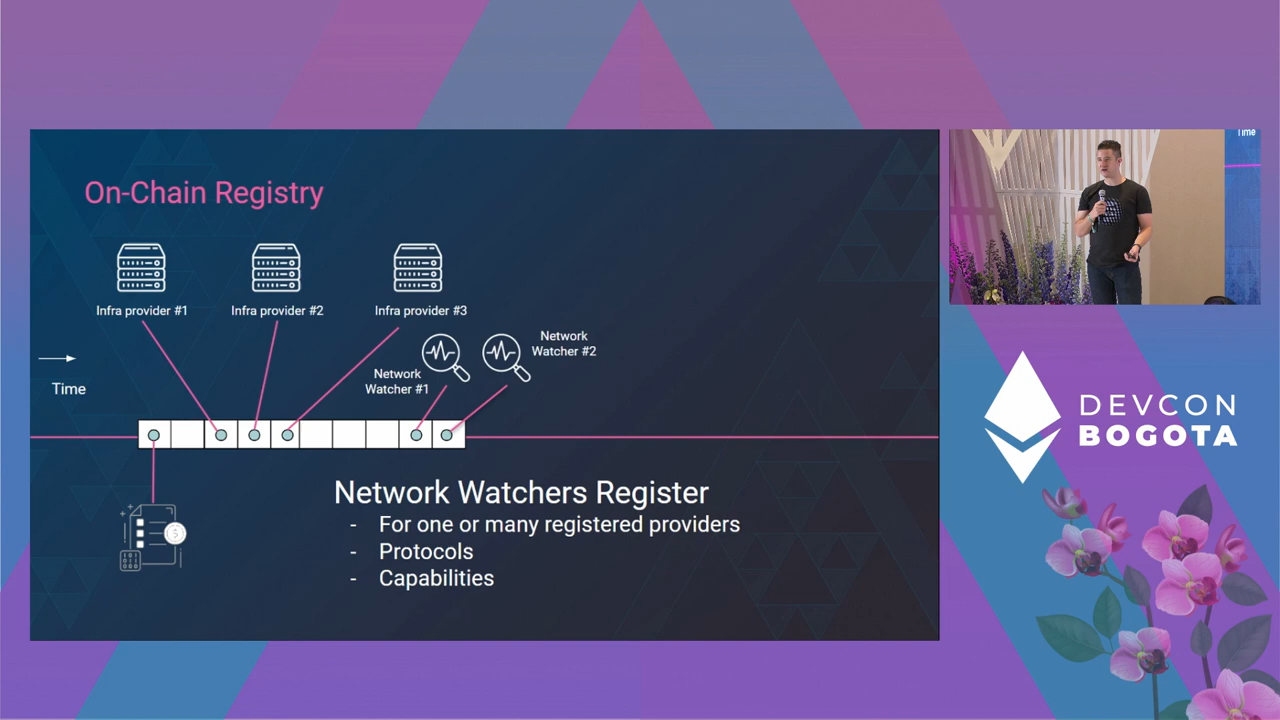 On-Chain Registry
Infra provider #1
Infra provider #2
Infra provider #3
Network
Watcher #2
Network
Watcher #1
Time
Network Watchers Register
- For one or many registered providers
- Protocols
- Capabilities
Time
DEVCON
BOGOTA